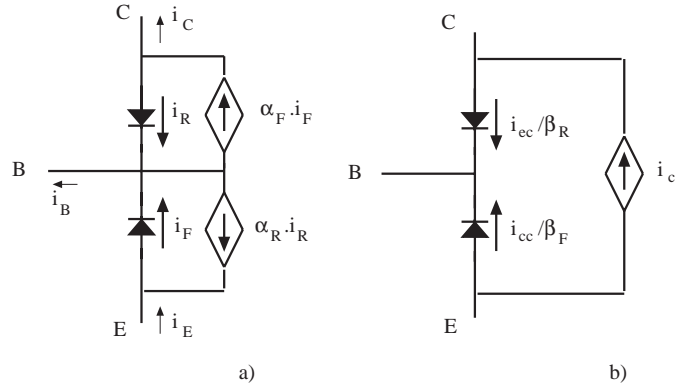 C
i_C
i_R
α_F.i_F
B
i_B
i_F
α_R.i_R
E
i_E
a)
C
i_ec/β_R
B
i_c
i_cc/β_F
E
b)